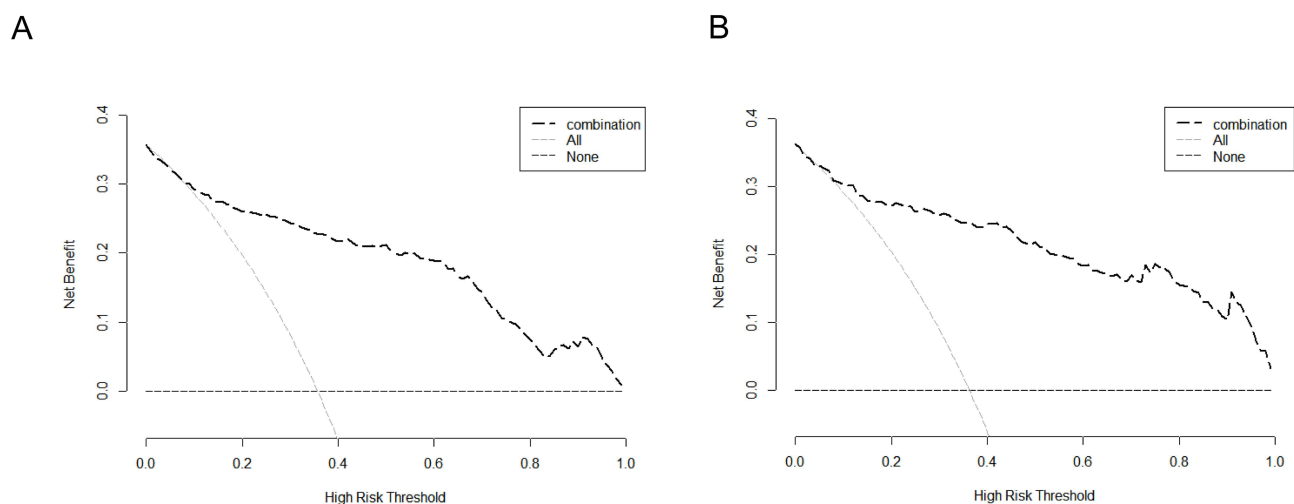 A
combination
All
None
Net Benefit
0.4
0.3
0.2
0.1
0.0
0.0 0.2 0.4 0.6 0.8 1.0
High Risk Threshold
B
combination
All
None
Net Benefit
0.4
0.3
0.2
0.1
0.0
0.0 0.2 0.4 0.6 0.8 1.0
High Risk Threshold